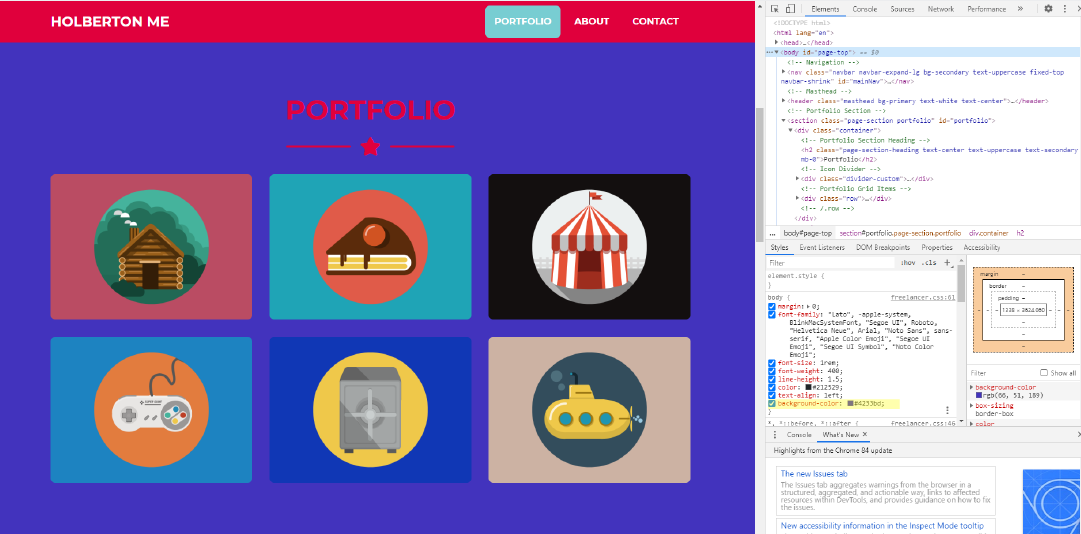 HOLBERTON ME
PORTFOLIO
ABOUT
CONTACT
PORTFOLIO
Elements Console Sources Network Performance »
<!DOCTYPE html>
<html lang="en">
<head>…</head>
<body id="page-top"> == $0
<!-- Navigation -->
<nav class="navbar navbar-expand-lg bg-secondary text-uppercase fixed-top
navbar-shrink" id="mainNav">…</nav>
<!-- Masthead -->
<header class="masthead bg-primary text-white text-center">…</header>
<!-- Portfolio Section -->
<section class="page-section portfolio" id="portfolio">
<div class="container">
<!-- Portfolio Section Heading -->
<h2 class="page-section-heading text-center text-uppercase text-secondary
mb-0">Portfolio</h2>
<!-- Icon Divider -->
<div class="divider-custom">…</div>
<!-- Portfolio Grid Items -->
<div class="row">…</div>
<!-- /.row -->
</div>
... body#page-top section#portfolio.page-section.portfolio div.container h2
Styles Event Listeners DOM Breakpoints Properties Accessibility
Filter :hov .cls +
element.style {
}
body { freelancer.css:61
margin: 0;
font-family: "Lato", -apple-system,
BlinkMacSystemFont, "Segoe UI", Roboto,
"Helvetica Neue", Arial, "Noto Sans", sans-
serif, "Apple Color Emoji", "Segoe UI
Emoji", "Segoe UI Symbol", "Noto Color
Emoji";
font-size: 1rem;
font-weight: 400;
line-height: 1.5;
color: #212529;
text-align: left;
background-color: #4233bd;
}
*, *::before, *::after { freelancer.css:46
margin –
border –
padding –
– – – 1238 × 3624.080 – – –
–
–
–
Filter Show all
background-color
rgb(66, 51, 189)
box-sizing
border-box
color
Console What's New ×
Highlights from the Chrome 84 update
The new Issues tab
The Issues tab aggregates warnings from the browser in a
structured, aggregated, and actionable way, links to affected
resources within DevTools, and provides guidance on how to fix
the issues.
New accessibility information in the Inspect Mode tooltip